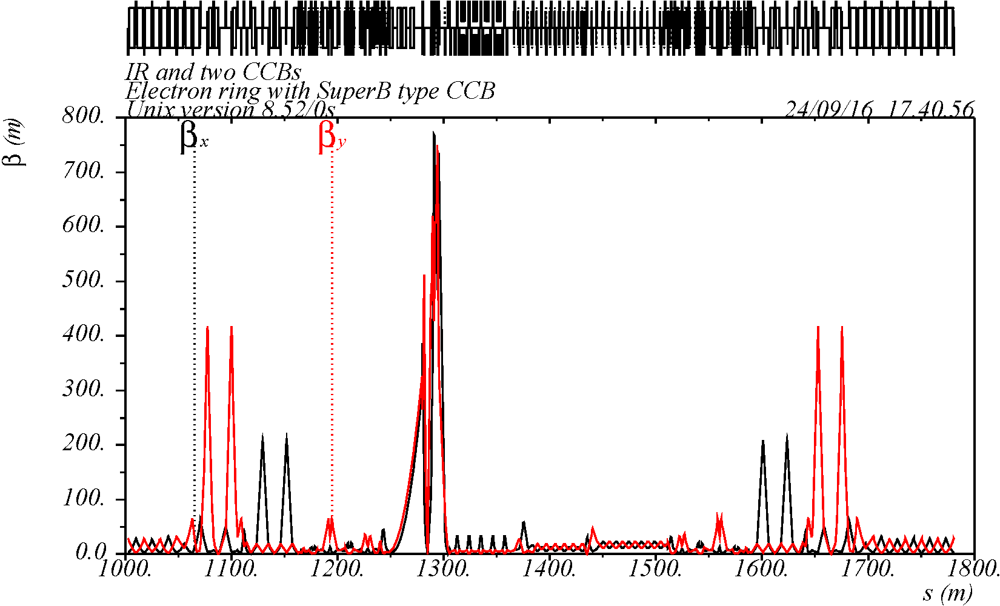 IR and two CCBs
Electron ring with SuperB type CCB
Unix version 8.52/0s 24/09/16 17.40.56
β (m)
βx
βy
800.
700.
600.
500.
400.
300.
200.
100.
0.0
1000. 1100. 1200. 1300. 1400. 1500. 1600. 1700. 1800.
s (m)